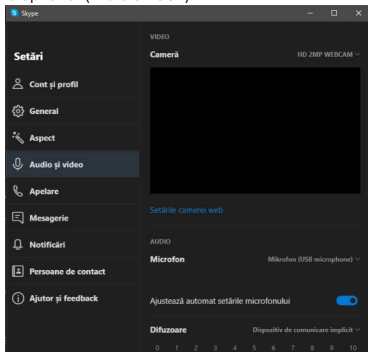 Skype
Setări
Cont și profil
General
Aspect
Audio și video
Apelare
Mesagerie
Notificări
Persoane de contact
Ajutor și feedback
VIDEO
Cameră HD 2MP WEBCAM
Setările camerei web
AUDIO
Microfon Mikrofon (USB microphone)
Ajustează automat setările microfonului
Difuzoare Dispozitiv de comunicare implicit
0 1 2 3 4 5 6 7 8 9 10